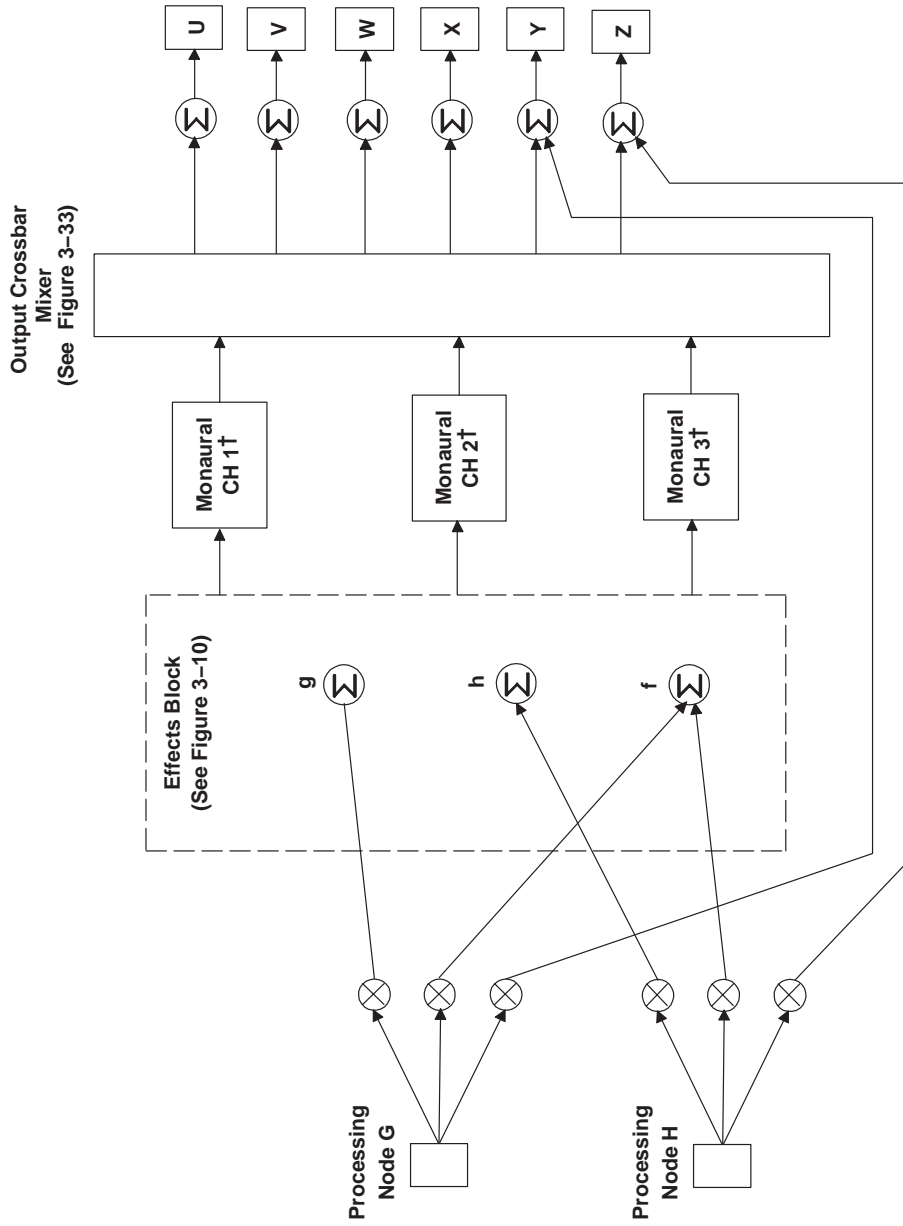 Processing
Node G
Processing
Node H
Effects Block
(See Figure 3–10)
g
h
f
Σ
Σ
Σ
Monaural
CH 1†
Monaural
CH 2†
Monaural
CH 3†
Output Crossbar
Mixer
(See Figure 3–33)
Σ
Σ
Σ
Σ
Σ
Σ
U
V
W
X
Y
Z